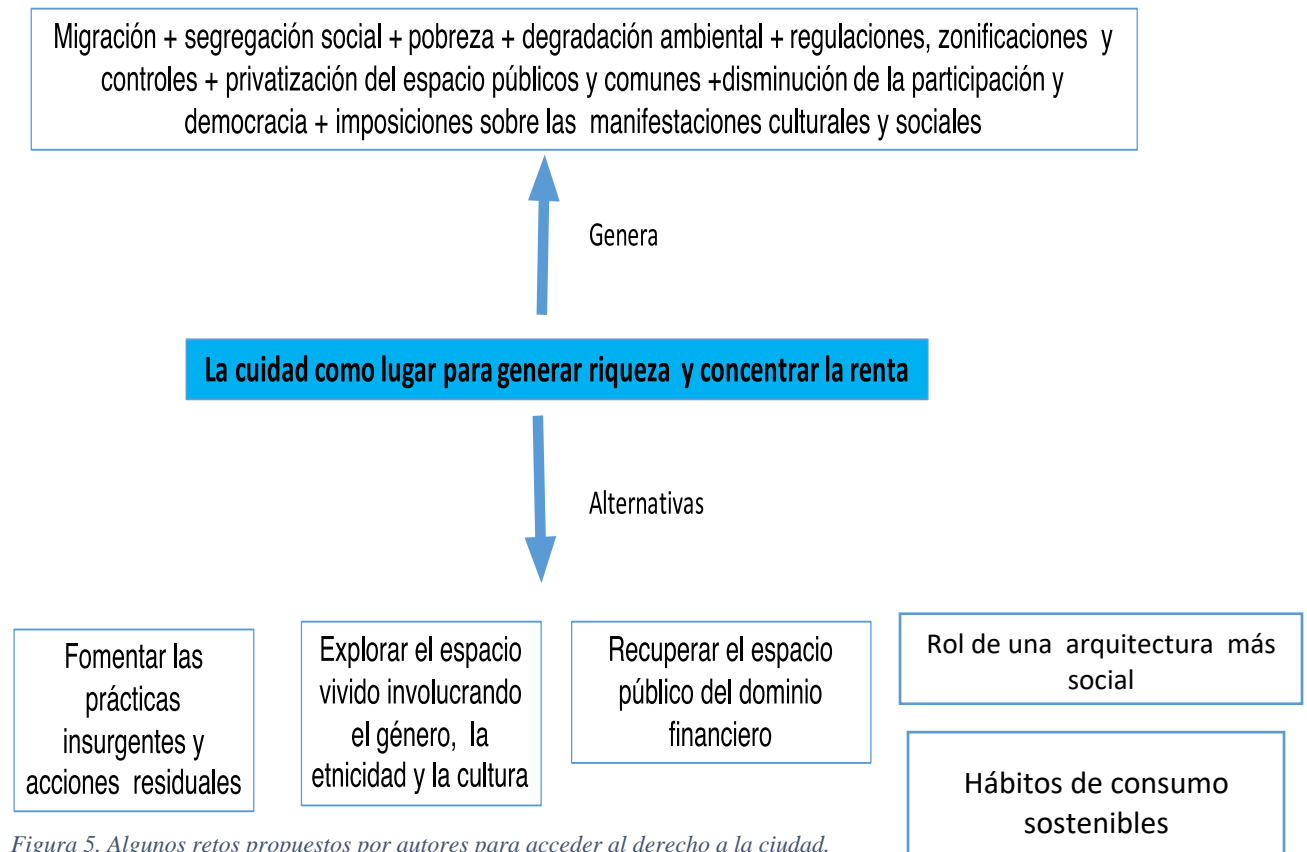 Migración + segregación social + pobreza + degradación ambiental + regulaciones, zonificaciones y
controles + privatización del espacio públicos y comunes +disminución de la participación y
democracia + imposiciones sobre las manifestaciones culturales y sociales
Genera
La cuidad como lugar para generar riqueza y concentrar la renta
Alternativas
Fomentar las
prácticas
insurgentes y
acciones residuales
Explorar el espacio
vivido involucrando
el género, la
etnicidad y la cultura
Recuperar el espacio
público del dominio
financiero
Rol de una arquitectura más
social
Hábitos de consumo
sostenibles
Figura 5. Algunos retos propuestos por autores para acceder al derecho a la ciudad.